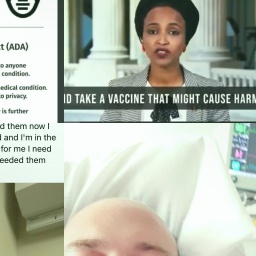 t (ADA)
to anyone
condition.
edical condition.
o privacy.
is further
d them now I
d and I'm in the
for me I need
eeded them
ID TAKE A VACCINE THAT MIGHT CAUSE HARM